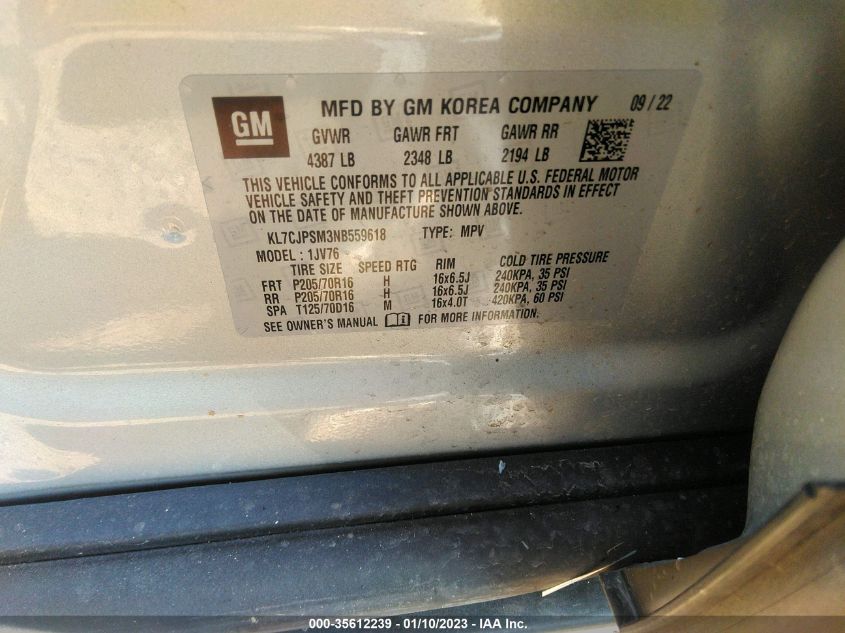 GM
MFD BY GM KOREA COMPANY 09/22
GVWR GAWR FRT GAWR RR
4387 LB 2348 LB 2194 LB
THIS VEHICLE CONFORMS TO ALL APPLICABLE U.S. FEDERAL MOTOR
VEHICLE SAFETY AND THEFT PREVENTION STANDARDS IN EFFECT
ON THE DATE OF MANUFACTURE SHOWN ABOVE.
KL7CJPSM3NB559618 TYPE: MPV
MODEL : 1JV76
TIRE SIZE SPEED RTG RIM COLD TIRE PRESSURE
FRT P205/70R16 H 16x6.5J 240KPA, 35 PSI
RR P205/70R16 H 16x6.5J 240KPA, 35 PSI
SPA T125/70D16 M 16x4.0T 420KPA, 60 PSI
SEE OWNER'S MANUAL FOR MORE INFORMATION.
000-35612239 - 01/10/2023 - IAA Inc.